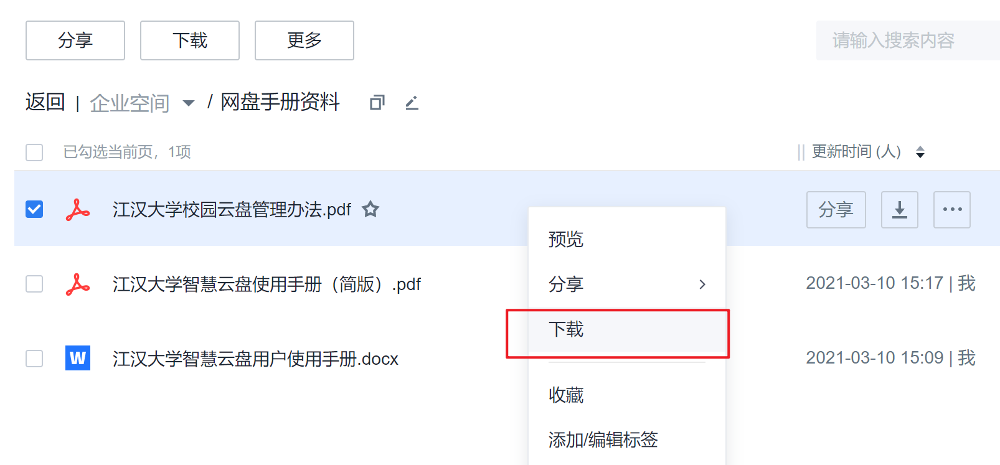 分享 下载 更多 请输入搜索内容
返回 | 企业空间 / 网盘手册资料
已勾选当前页，1项 更新时间 (人)
江汉大学校园云盘管理办法.pdf 分享
江汉大学智慧云盘使用手册（简版）.pdf 2021-03-10 15:17 | 我
W 江汉大学智慧云盘用户使用手册.docx 2021-03-10 15:09 | 我
预览
分享
下载
收藏
添加/编辑标签